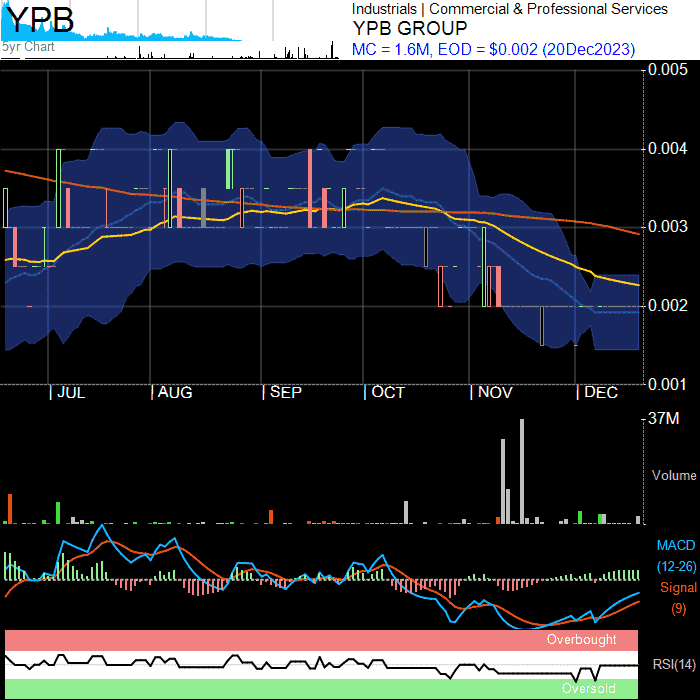 YPB
5yr Chart
Industrials | Commercial & Professional Services
YPB GROUP
MC = 1.6M, EOD = $0.002 (20Dec2023)
0.005
0.004
0.003
0.002
0.001
| JUL | AUG | SEP | OCT | NOV | DEC
37M
Volume
MACD
(12-26)
Signal
(9)
Overbought
RSI(14)
Oversold